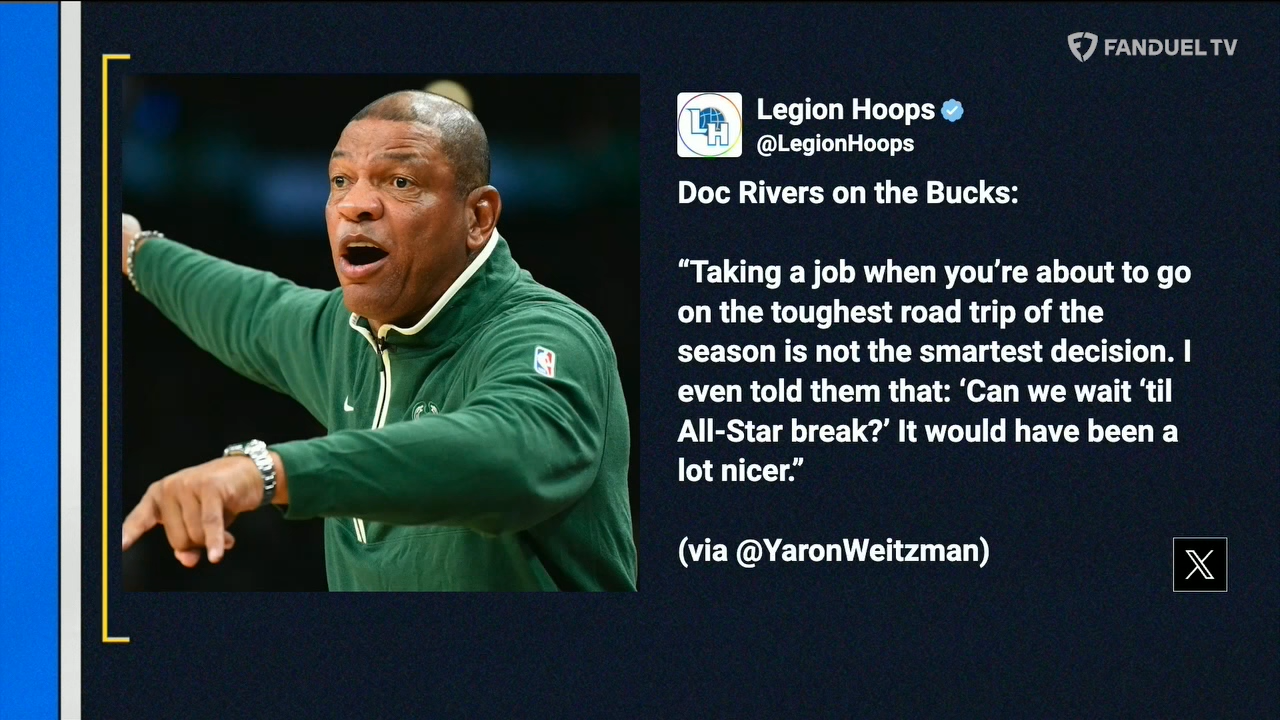 FANDUEL TV
LH
Legion Hoops
@LegionHoops
Doc Rivers on the Bucks:
“Taking a job when you’re about to go
on the toughest road trip of the
season is not the smartest decision. I
even told them that: ‘Can we wait ‘til
All-Star break?’ It would have been a
lot nicer.”
(via @YaronWeitzman)